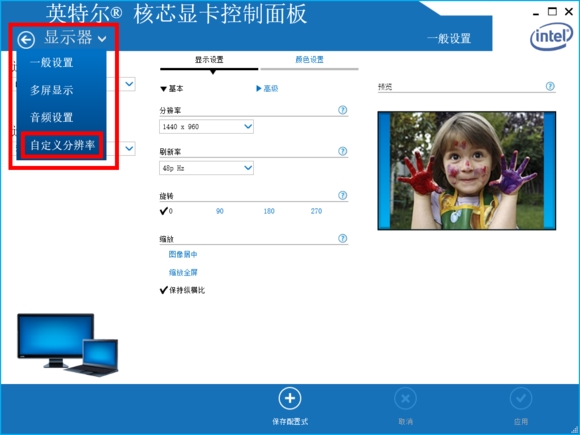 英特尔® 核芯显卡控制面板
显示器
一般设置
intel
一般设置
多屏显示
音频设置
自定义分辨率
显示设置
颜色设置
基本
高级
预览
分辨率
1440 x 960
刷新率
48p Hz
旋转
0 90 180 270
缩放
图像居中
缩放全屏
保持纵横比
保存配置式
取消
应用